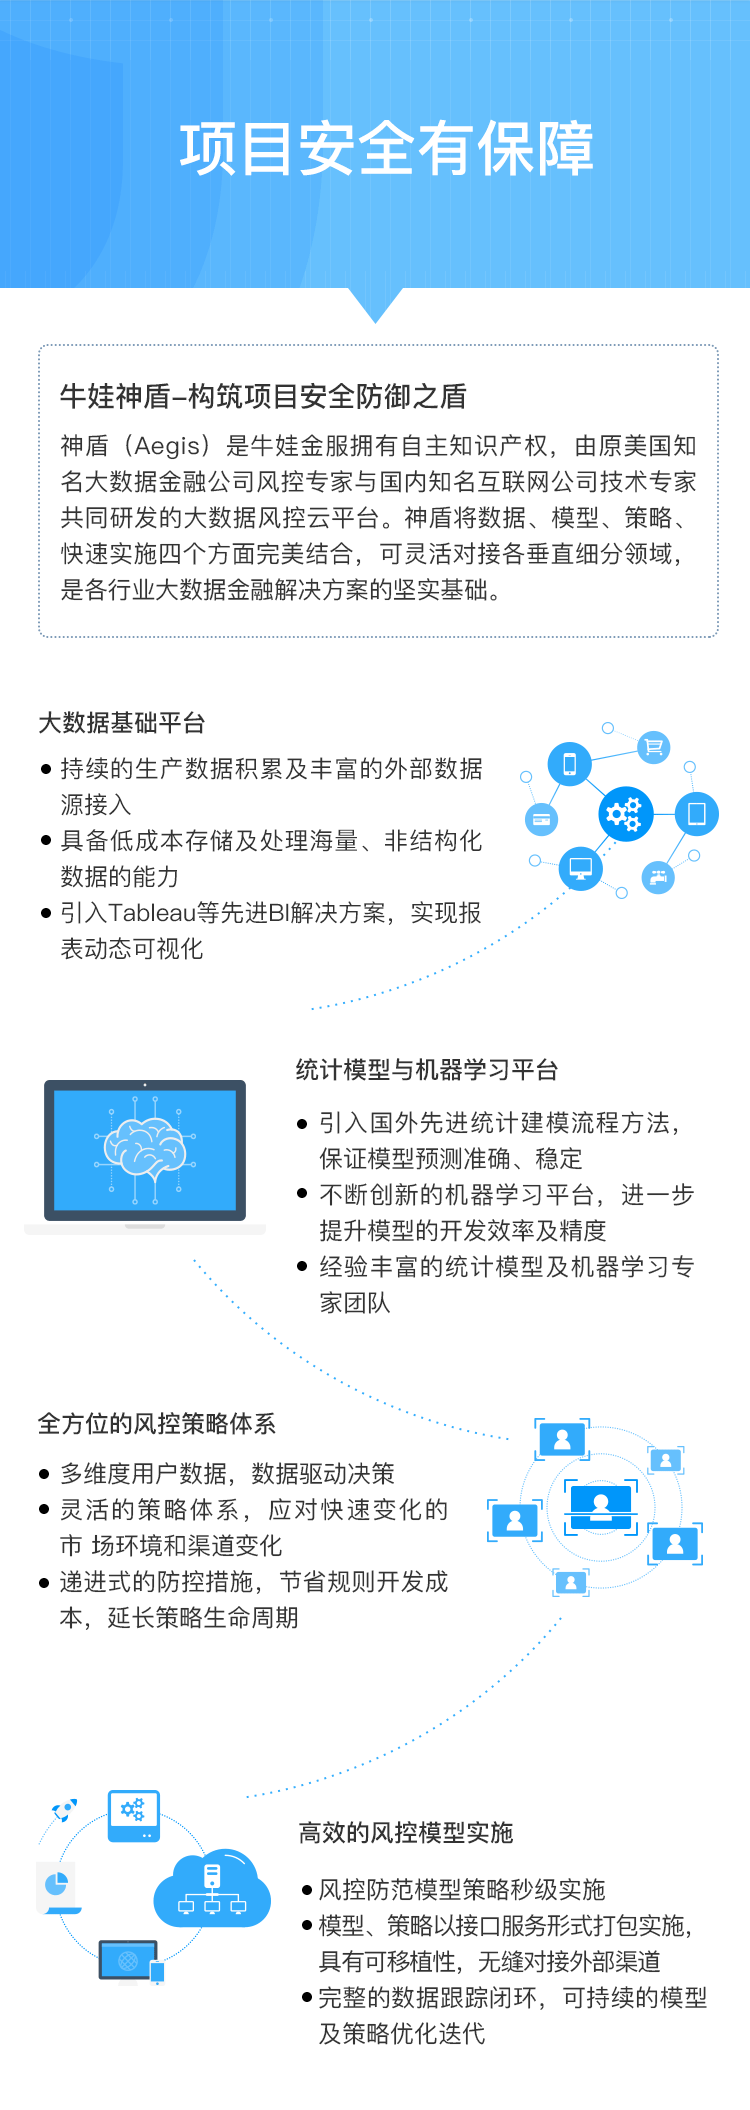 项目安全有保障
牛娃神盾-构筑项目安全防御之盾
神盾（Aegis）是牛娃金服拥有自主知识产权，由原美国知
名大数据金融公司风控专家与国内知名互联网公司技术专家
共同研发的大数据风控云平台。神盾将数据、模型、策略、
快速实施四个方面完美结合，可灵活对接各垂直细分领域，
是各行业大数据金融解决方案的坚实基础。
大数据基础平台
● 持续的生产数据积累及丰富的外部数据
源接入
● 具备低成本存储及处理海量、非结构化
数据的能力
● 引入Tableau等先进BI解决方案，实现报
表动态可视化
统计模型与机器学习平台
● 引入国外先进统计建模流程方法，
保证模型预测准确、稳定
● 不断创新的机器学习平台，进一步
提升模型的开发效率及精度
● 经验丰富的统计模型及机器学习专
家团队
全方位的风控策略体系
● 多维度用户数据，数据驱动决策
● 灵活的策略体系，应对快速变化的
市 场环境和渠道变化
● 递进式的防控措施，节省规则开发成
本，延长策略生命周期
高效的风控模型实施
● 风控防范模型策略秒级实施
● 模型、策略以接口服务形式打包实施，
具有可移植性，无缝对接外部渠道
● 完整的数据跟踪闭环，可持续的模型
及策略优化迭代